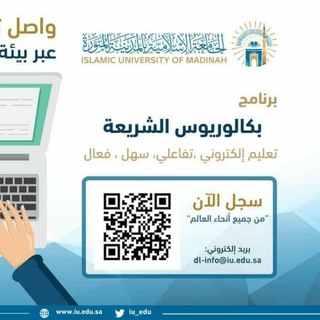 واصل
عبر بيئة
الجامعة الإسلامية بالمدينة المنورة
ISLAMIC UNIVERSITY OF MADINAH
برنامج
بكالوريوس الشريعة
تعليم إلكتروني ،تفاعلي، سهل ، فعال
سجل الآن
"من جميع أنحاء العالم"
بريد إلكتروني:
dl-info@iu.edu.sa
www.iu.edu.sa
iu_edu